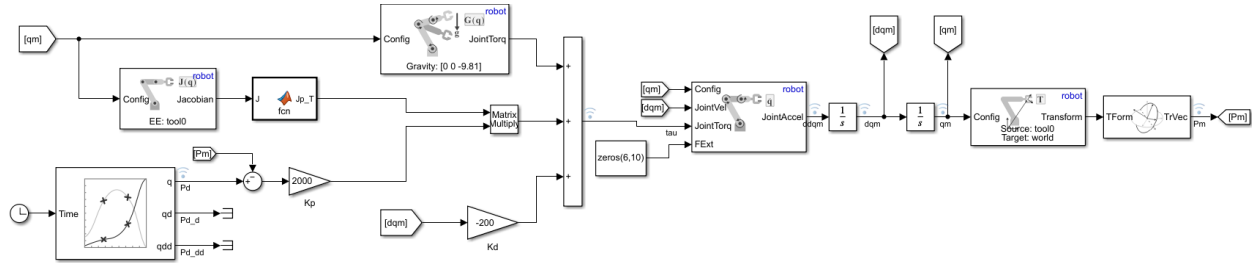 [qm]
Config
G(q)
g
robot
JointTorq
Gravity: [0 0 -9.81]
Config
J(q)
robot
Jacobian
EE: tool0
J
fcn
Jp_T
Matrix
Multiply
[Pm]
Time
q
qd
qdd
Pd
Pd_d
Pd_dd
+
−
2000
Kp
[dqm]
-200
Kd
+
+
+
tau
[qm]
[dqm]
zeros(6,10)
Config
JointVel
JointTorq
FExt
q
robot
JointAccel
ddqm
1
s
dqm
[dqm]
1
s
qm
[qm]
Config
T
robot
Transform
Source: tool0
Target: world
TForm
TrVec
Pm
[Pm]